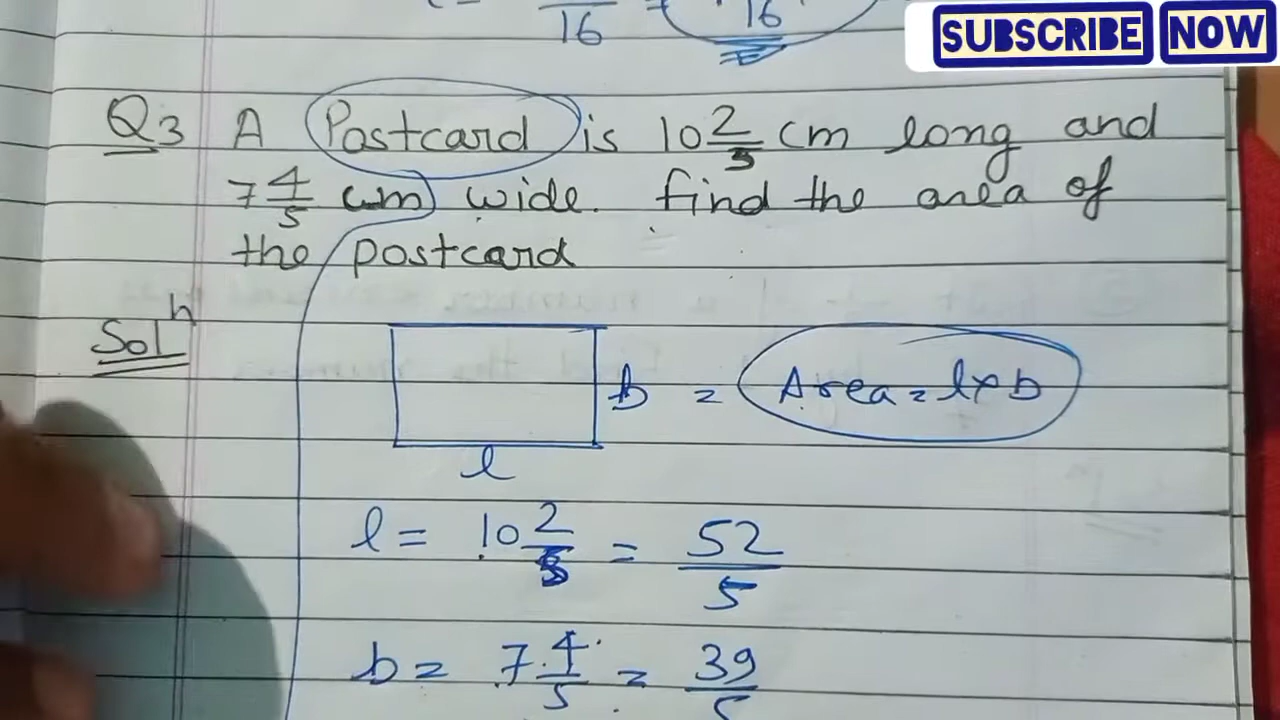 16 = 16
SUBSCRIBE NOW
Q3 A Postcard is 10 2/5 cm long and
7 4/5 cm wide. find the area of
the postcard
Solⁿ
b = Area = l×b
l
l = 10 2/5 = 52/5
b = 7 4/5 = 39/5